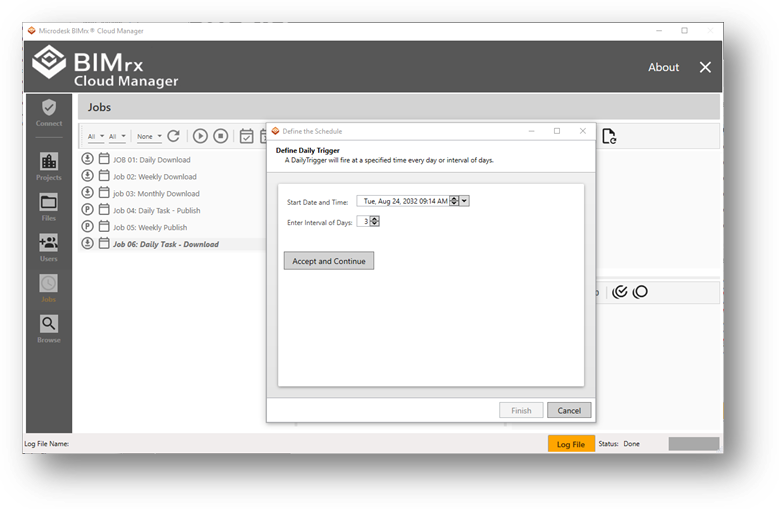 Microdesk BIMrx® Cloud Manager
BIMrx
Cloud Manager
About
Connect
Jobs
All All None
Define the Schedule
Define Daily Trigger
A DailyTrigger will fire at a specified time every day or interval of days.
Projects
Files
Users
Jobs
Browse
JOB 01: Daily Download
Job 02: Weekly Download
job 03: Monthly Download
Job 04: Daily Task - Publish
Job 05: Weekly Publish
Job 06: Daily Task - Download
Start Date and Time: Tue, Aug 24, 2032 09:14 AM
Enter Interval of Days: 3
Accept and Continue
Finish Cancel
Log File Name: Log File Status: Done